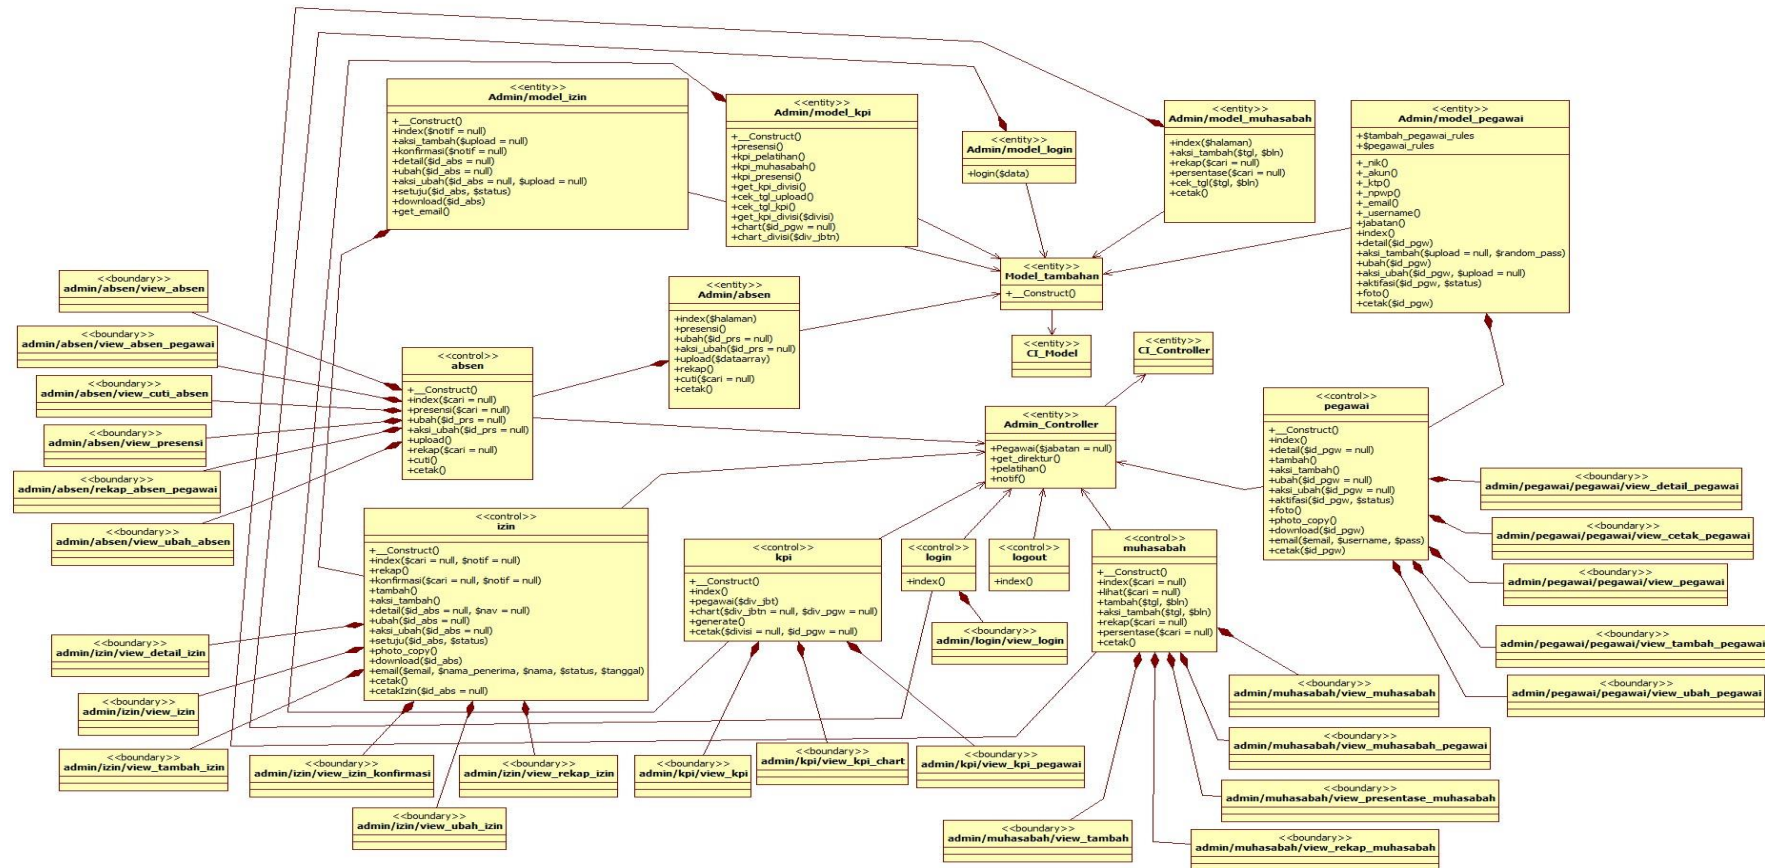 <<entity>>
Admin/model_izin
+__Construct()
+index($notif = null)
+aksi_tambah($upload = null)
+konfirmasi($notif = null)
+detail($id_abs = null)
+ubah($id_abs = null)
+aksi_ubah($id_abs = null, $upload = null)
+setuju($id_abs, $status)
+download($id_abs)
+get_email()
<<entity>>
Admin/model_kpi
+__Construct()
+presensi()
+kpi_pelatihan()
+kpi_muhasabah()
+kpi_presensi()
+get_kpi_divisi()
+cek_tgl_upload()
+cek_tgl_kpi()
+get_kpi_divisi($divisi)
+chart($id_pgw = null)
+chart_divisi($div_jbtn)
<<entity>>
Admin/model_login
+login($data)
<<entity>>
Admin/model_muhasabah
+index($halaman)
+aksi_tambah($tgl, $bln)
+rekap($cari = null)
+persentase($cari = null)
+cek_tgl($tgl, $bln)
+cetak()
<<entity>>
Admin/model_pegawai
+$tambah_pegawai_rules
+$pegawai_rules
+_nik()
+_akun()
+_ktp()
+_npwp()
+_email()
+_username()
+jabatan()
+index()
+detail($id_pgw)
+aksi_tambah($upload = null, $random_pass)
+ubah($id_pgw)
+aksi_ubah($id_pgw, $upload = null)
+aktifasi($id_pgw, $status)
+foto()
+cetak($id_pgw)
<<entity>>
Model_tambahan
+__Construct()
<<entity>>
CI_Model
<<entity>>
CI_Controller
<<entity>>
Admin/absen
+index($halaman)
+presensi()
+ubah($id_prs = null)
+aksi_ubah($id_prs = null)
+upload($dataarray)
+rekap()
+cuti($cari = null)
+cetak()
<<boundary>>
admin/absen/view_absen
<<boundary>>
admin/absen/view_absen_pegawai
<<boundary>>
admin/absen/view_cuti_absen
<<boundary>>
admin/absen/view_presensi
<<boundary>>
admin/absen/rekap_absen_pegawai
<<boundary>>
admin/absen/view_ubah_absen
<<control>>
absen
+__Construct()
+index($cari = null)
+presensi($cari = null)
+ubah($id_prs = null)
+aksi_ubah($id_prs = null)
+upload()
+rekap($cari = null)
+cuti()
+cetak()
<<entity>>
Admin_Controller
+Pegawai($jabatan = null)
+get_direktur()
+pelatihan()
+notif()
<<control>>
pegawai
+__Construct()
+index()
+detail($id_pgw = null)
+tambah()
+aksi_tambah()
+ubah($id_pgw = null)
+aksi_ubah($id_pgw = null)
+aktifasi($id_pgw, $status)
+foto()
+photo_copy()
+download($id_pgw)
+email($email, $username, $pass)
+cetak($id_pgw)
<<boundary>>
admin/pegawai/pegawai/view_detail_pegawai
<<boundary>>
admin/pegawai/pegawai/view_cetak_pegawai
<<boundary>>
admin/pegawai/pegawai/view_pegawai
<<boundary>>
admin/pegawai/pegawai/view_tambah_pegawai
<<boundary>>
admin/pegawai/pegawai/view_ubah_pegawai
<<control>>
izin
+__Construct()
+index($cari = null, $notif = null)
+rekap()
+konfirmasi($cari = null, $notif = null)
+tambah()
+aksi_tambah()
+detail($id_abs = null, $nav = null)
+ubah($id_abs = null)
+aksi_ubah($id_abs = null)
+setuju($id_abs, $status)
+photo_copy()
+download($id_abs)
+email($email, $nama_penerima, $nama, $status, $tanggal)
+cetak()
+cetakIzin($id_abs = null)
<<control>>
kpi
+__Construct()
+index()
+pegawai($div_jbt)
+chart($div_jbtn = null, $div_pgw = null)
+generate()
+cetak($divisi = null, $id_pgw = null)
<<control>>
login
+index()
<<control>>
logout
+index()
<<boundary>>
admin/login/view_login
<<control>>
muhasabah
+__Construct()
+index($cari = null)
+lihat($cari = null)
+tambah($tgl, $bln)
+aksi_tambah($tgl, $bln)
+rekap($cari = null)
+persentase($cari = null)
+cetak()
<<boundary>>
admin/izin/view_detail_izin
<<boundary>>
admin/izin/view_izin
<<boundary>>
admin/izin/view_tambah_izin
<<boundary>>
admin/izin/view_izin_konfirmasi
<<boundary>>
admin/izin/view_rekap_izin
<<boundary>>
admin/izin/view_ubah_izin
<<boundary>>
admin/kpi/view_kpi
<<boundary>>
admin/kpi/view_kpi_chart
<<boundary>>
admin/kpi/view_kpi_pegawai
<<boundary>>
admin/muhasabah/view_muhasabah
<<boundary>>
admin/muhasabah/view_muhasabah_pegawai
<<boundary>>
admin/muhasabah/view_presentase_muhasabah
<<boundary>>
admin/muhasabah/view_tambah
<<boundary>>
admin/muhasabah/view_rekap_muhasabah